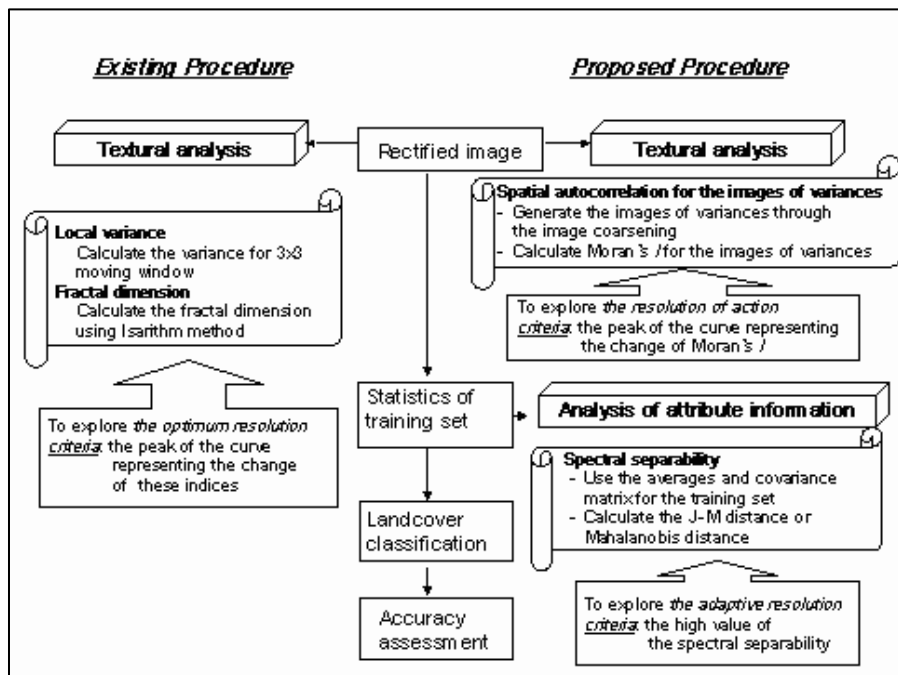 Existing Procedure
Proposed Procedure
Textural analysis
Rectified image
Textural analysis
Local variance
Calculate the variance for 3x3
moving window
Fractal dimension
Calculate the fractal dimension
using Isarithm method
To explore the optimum resolution
criteria: the peak of the curve
representing the change
of these indices
Spatial autocorrelation for the images of variances
- Generate the images of variances through
the image coarsening
- Calculate Moran's I for the images of variances
To explore the resolution of action
criteria: the peak of the curve representing
the change of Moran's I
Statistics of
training set
Analysis of attribute information
Spectral separability
- Use the averages and covariance
matrix for the training set
- Calculate the J-M distance or
Mahalanobis distance
Landcover
classification
To explore the adaptive resolution
criteria: the high value of
the spectral separability
Accuracy
assessment